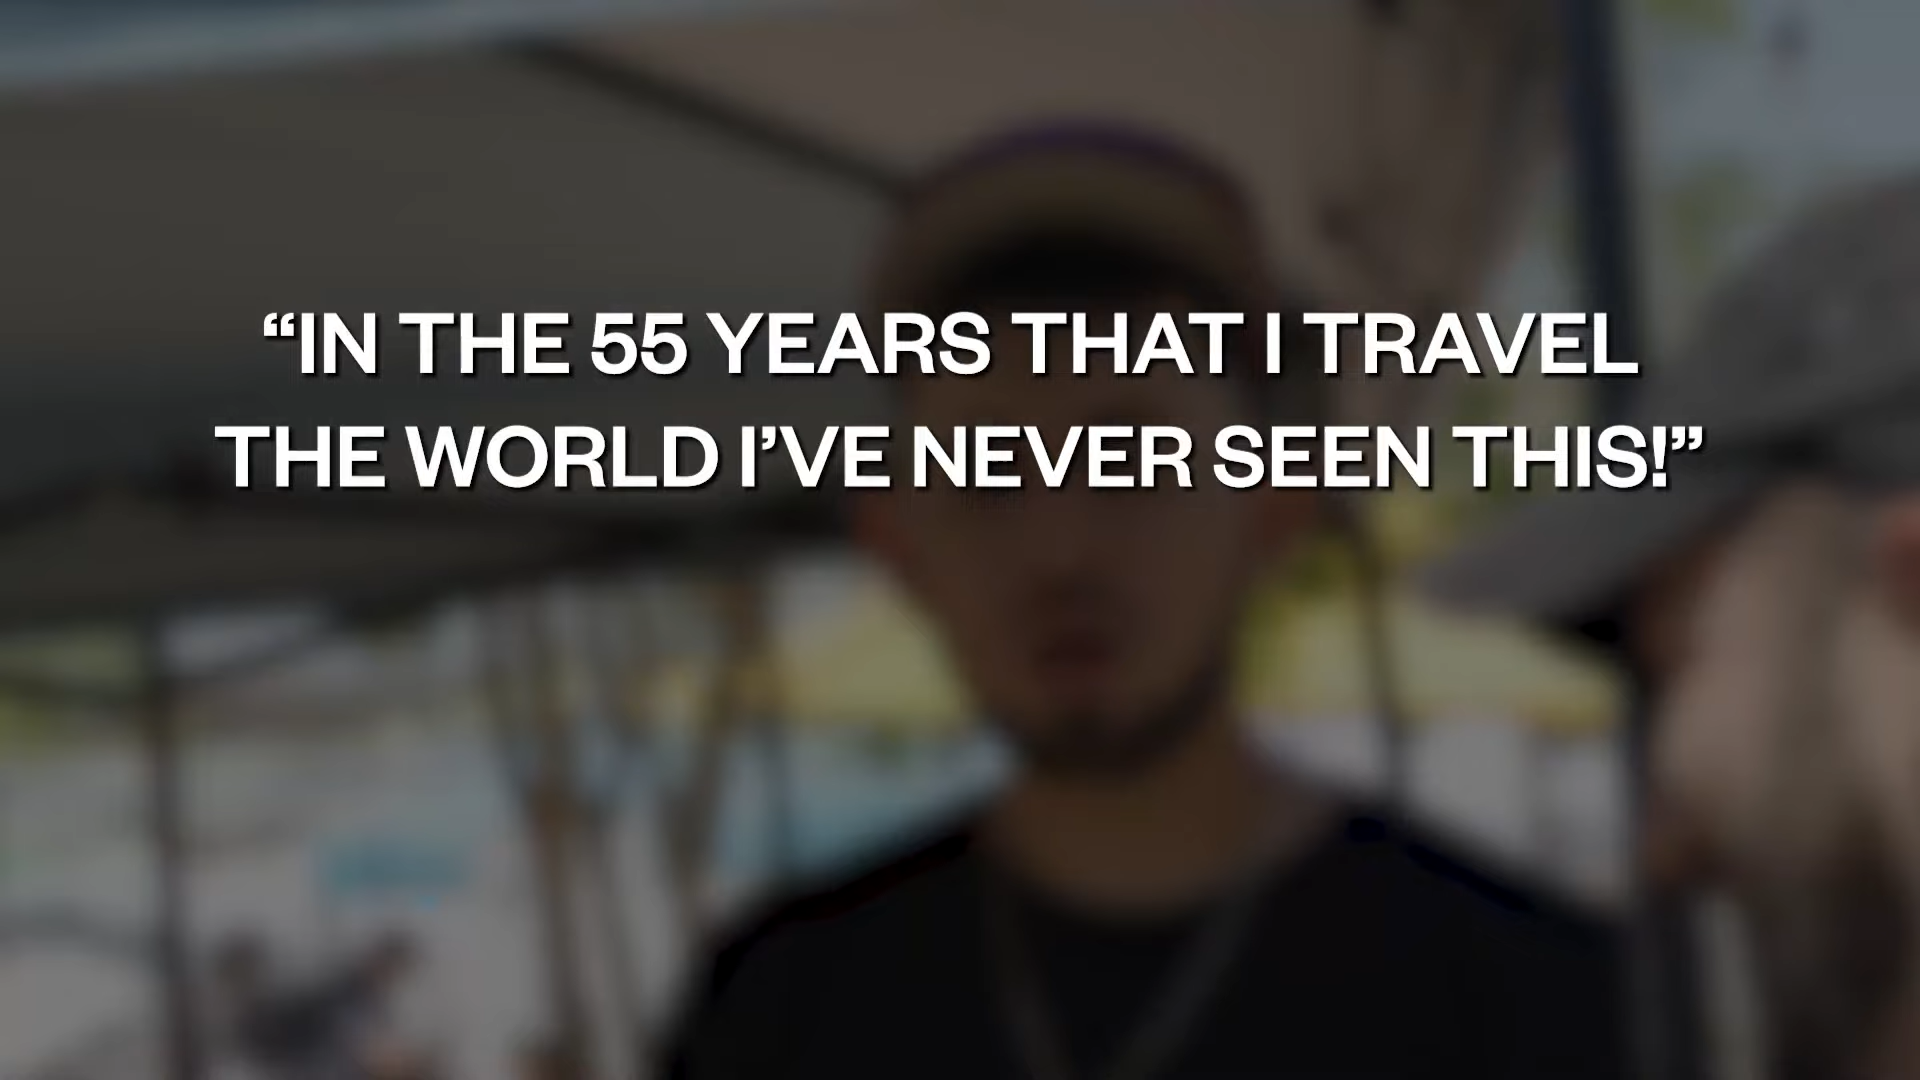 “IN THE 55 YEARS THAT I TRAVEL
THE WORLD I’VE NEVER SEEN THIS!”